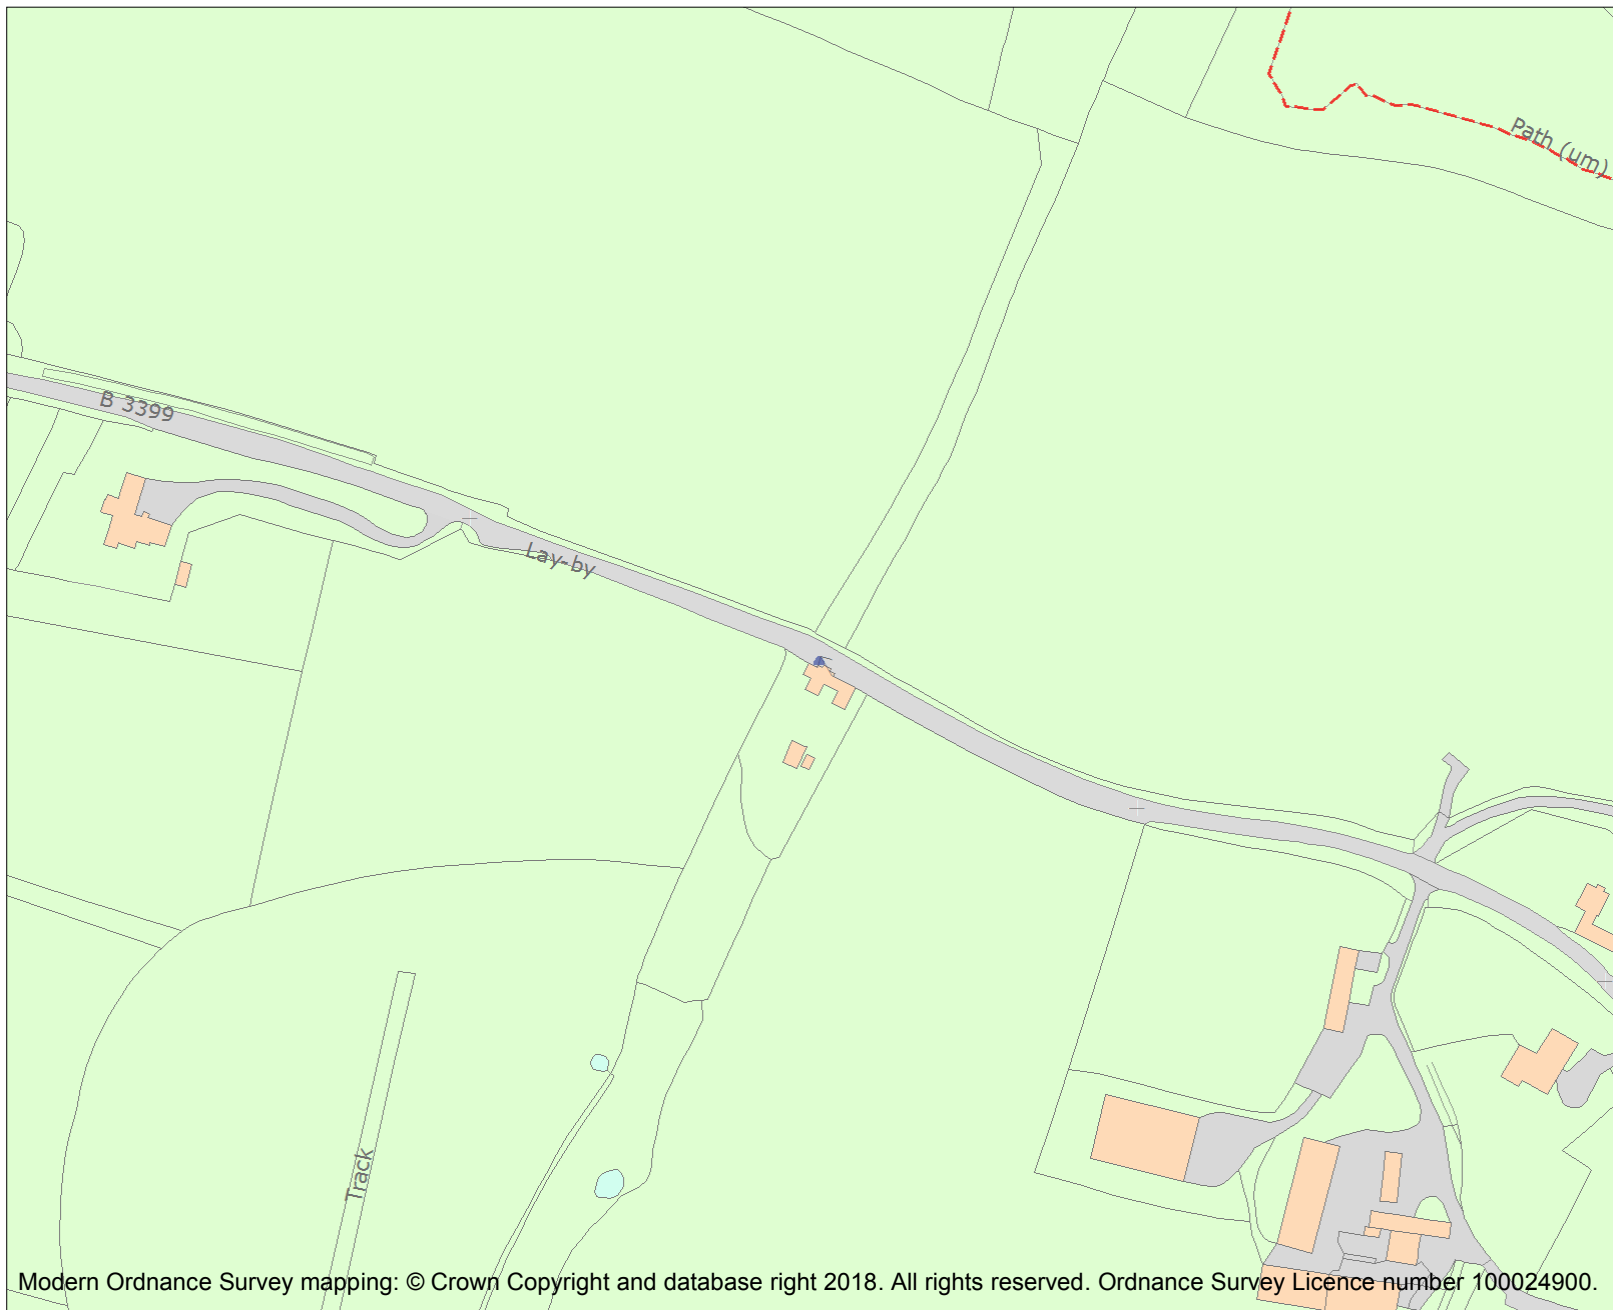 Path (um)
B 3399
Lay-by
Track
Modern Ordnance Survey mapping: © Crown Copyright and database right 2018. All rights reserved. Ordnance Survey Licence number 100024900.